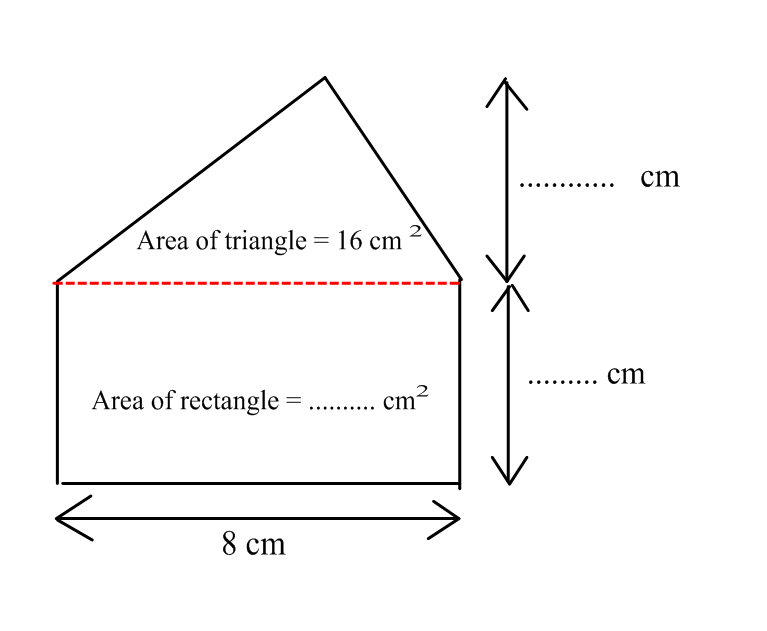 ............ cm
Area of triangle = 16 cm ²
......... cm
Area of rectangle = .......... cm²
8 cm